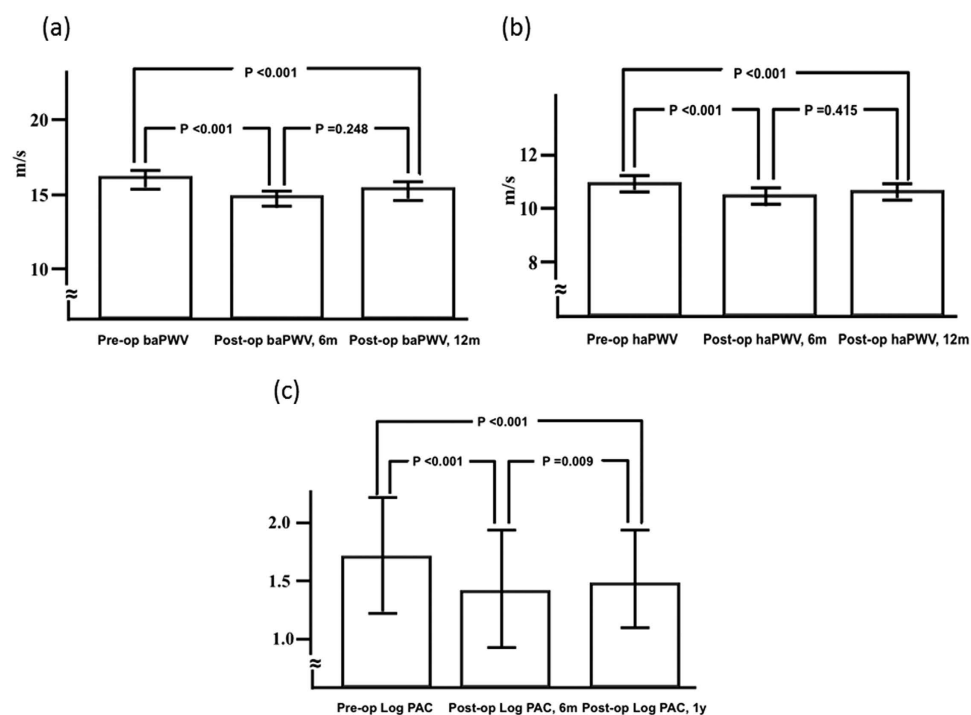 (a)
P <0.001
P <0.001
P =0.248
20
15
10
m/s
≈
Pre-op baPWV
Post-op baPWV, 6m
Post-op baPWV, 12m
(b)
P <0.001
P <0.001
P =0.415
12
10
8
m/s
≈
Pre-op haPWV
Post-op haPWV, 6m
Post-op haPWV, 12m
(c)
P <0.001
P <0.001
P =0.009
2.0
1.5
1.0
≈
Pre-op Log PAC
Post-op Log PAC, 6m
Post-op Log PAC, 1y